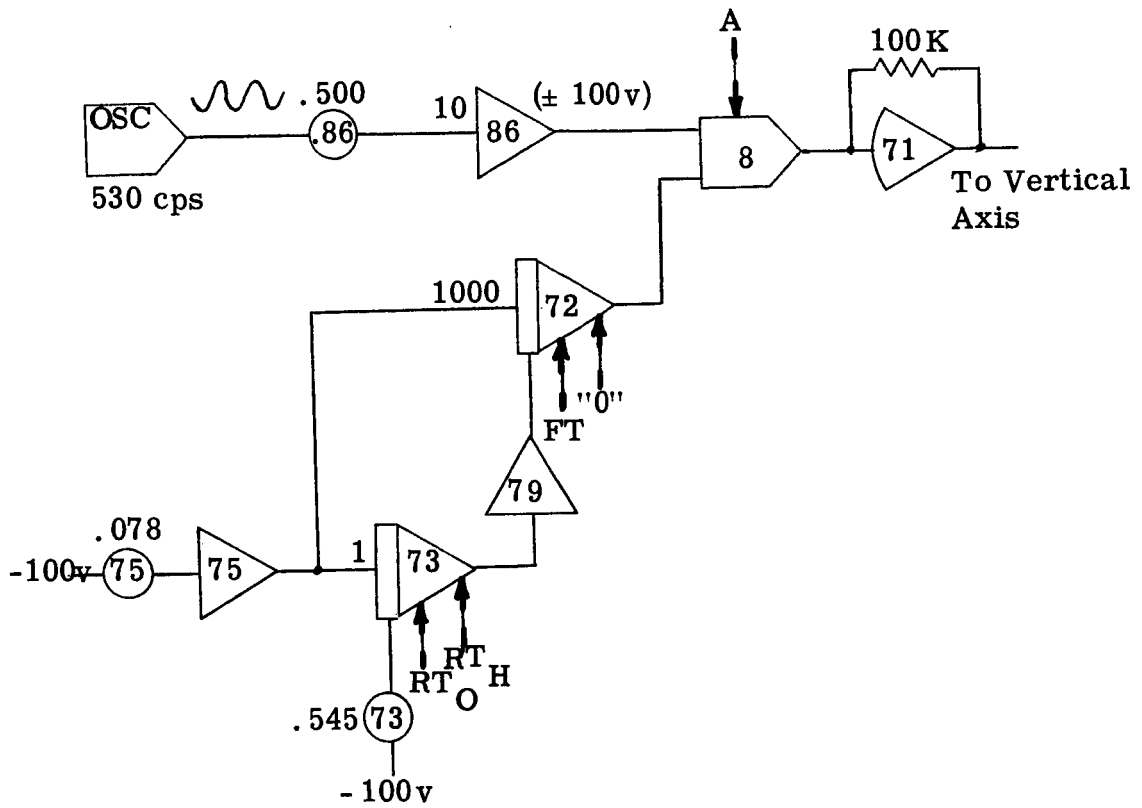 A
100K
.500
10
(± 100v)
OSC
.86
86
8
71
530 cps
To Vertical
Axis
1000
72
"0"
FT
79
.078
-100v
75
75
1
73
RT H
RT O
.545
73
-100v